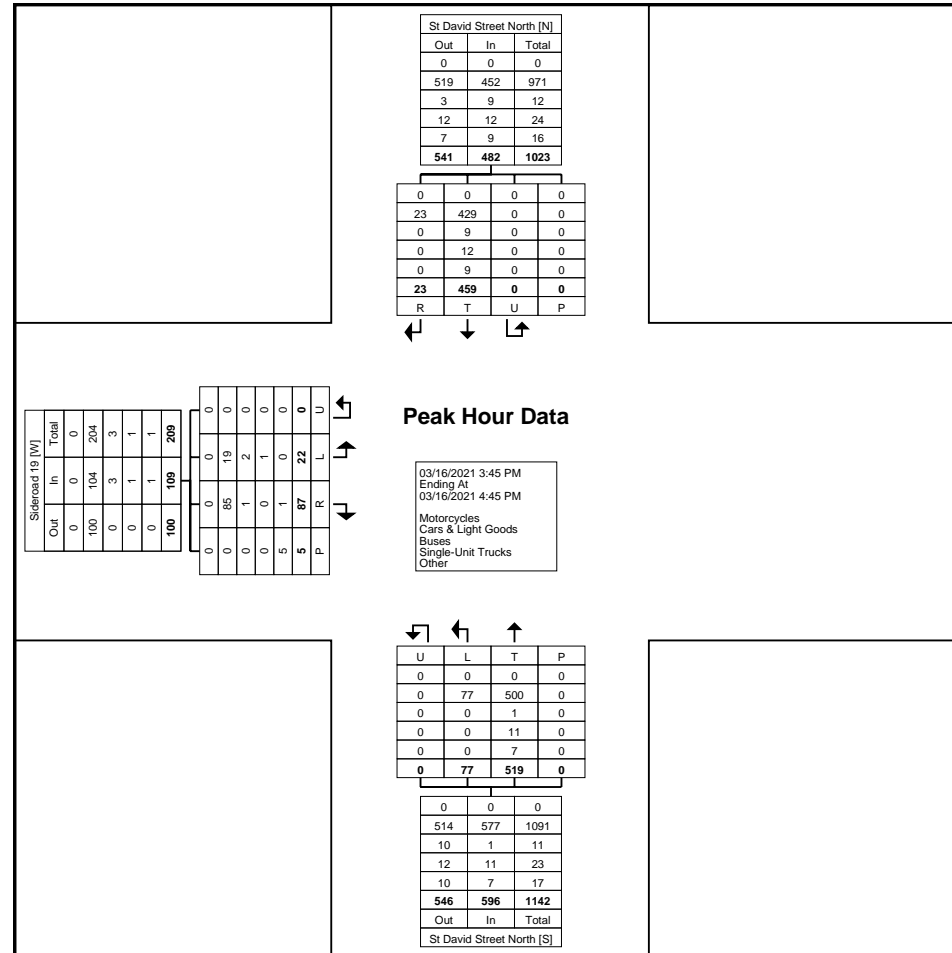 St David Street North [N]
Out In Total
0 0 0
519 452 971
3 9 12
12 12 24
7 9 16
541 482 1023
0 0 0 0
23 429 0 0
0 9 0 0
0 12 0 0
0 9 0 0
23 459 0 0
R T U P
Sideroad 19 [W]
Total 0 204 3 1 1 209
In 0 104 3 1 1 109
Out 0 100 0 0 0 100
0 0 0 0 0 0 U
0 19 2 1 0 22 L
0 85 1 0 1 87 R
0 0 0 0 5 5 P
Peak Hour Data
03/16/2021 3:45 PM
Ending At
03/16/2021 4:45 PM
Motorcycles
Cars & Light Goods
Buses
Single-Unit Trucks
Other
U L T P
0 0 0 0
0 77 500 0
0 0 1 0
0 0 11 0
0 0 7 0
0 77 519 0
0 0 0
514 577 1091
10 1 11
12 11 23
10 7 17
546 596 1142
Out In Total
St David Street North [S]